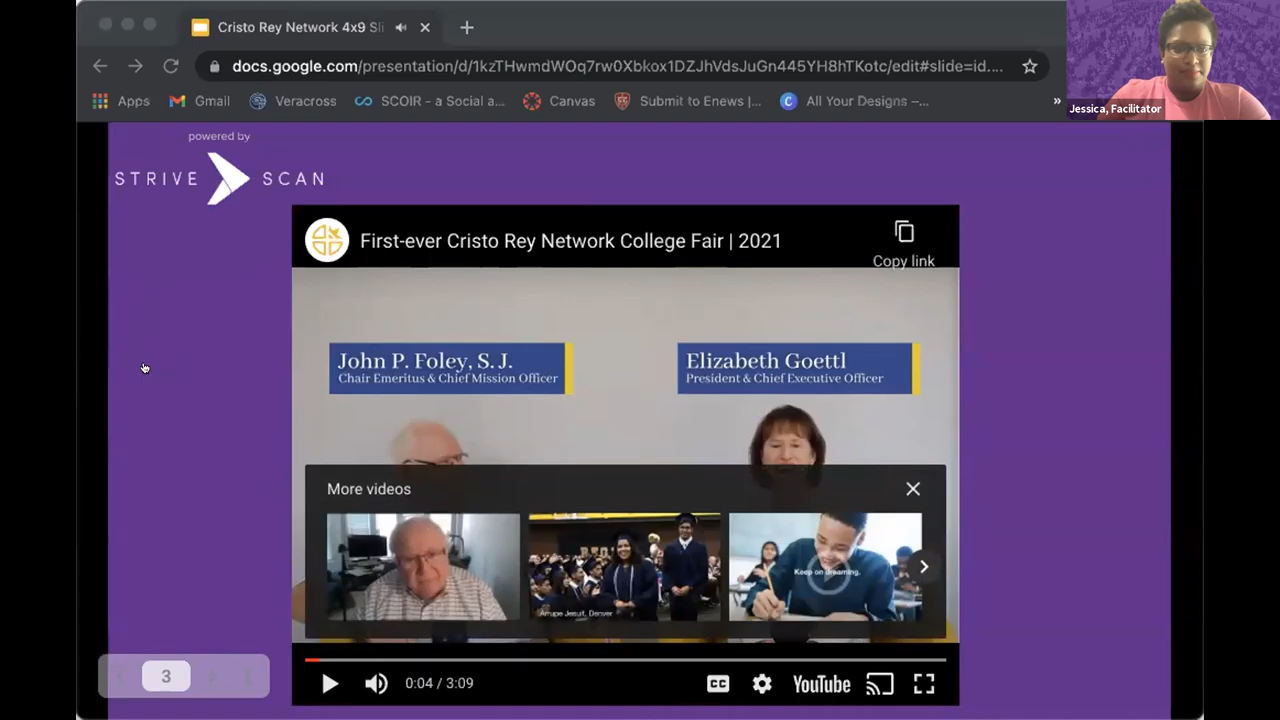 Cristo Rey Network 4x9 Sli
docs.google.com/presentation/d/1kzTHwmdWOq7rw0Xbkox1DZJhVdsJuGn445YH8hTKotc/edit#slide=id....
Apps Gmail Veracross SCOIR - a Social a... Canvas Submit to Enews |... All Your Designs –... »
Jessica, Facilitator
powered by
STRIVE SCAN
First-ever Cristo Rey Network College Fair | 2021
Copy link
John P. Foley, S. J.
Chair Emeritus & Chief Mission Officer
Elizabeth Goettl
President & Chief Executive Officer
More videos
Arrupe Jesuit, Denver
Keep on dreaming.
3
0:04 / 3:09
CC
YouTube